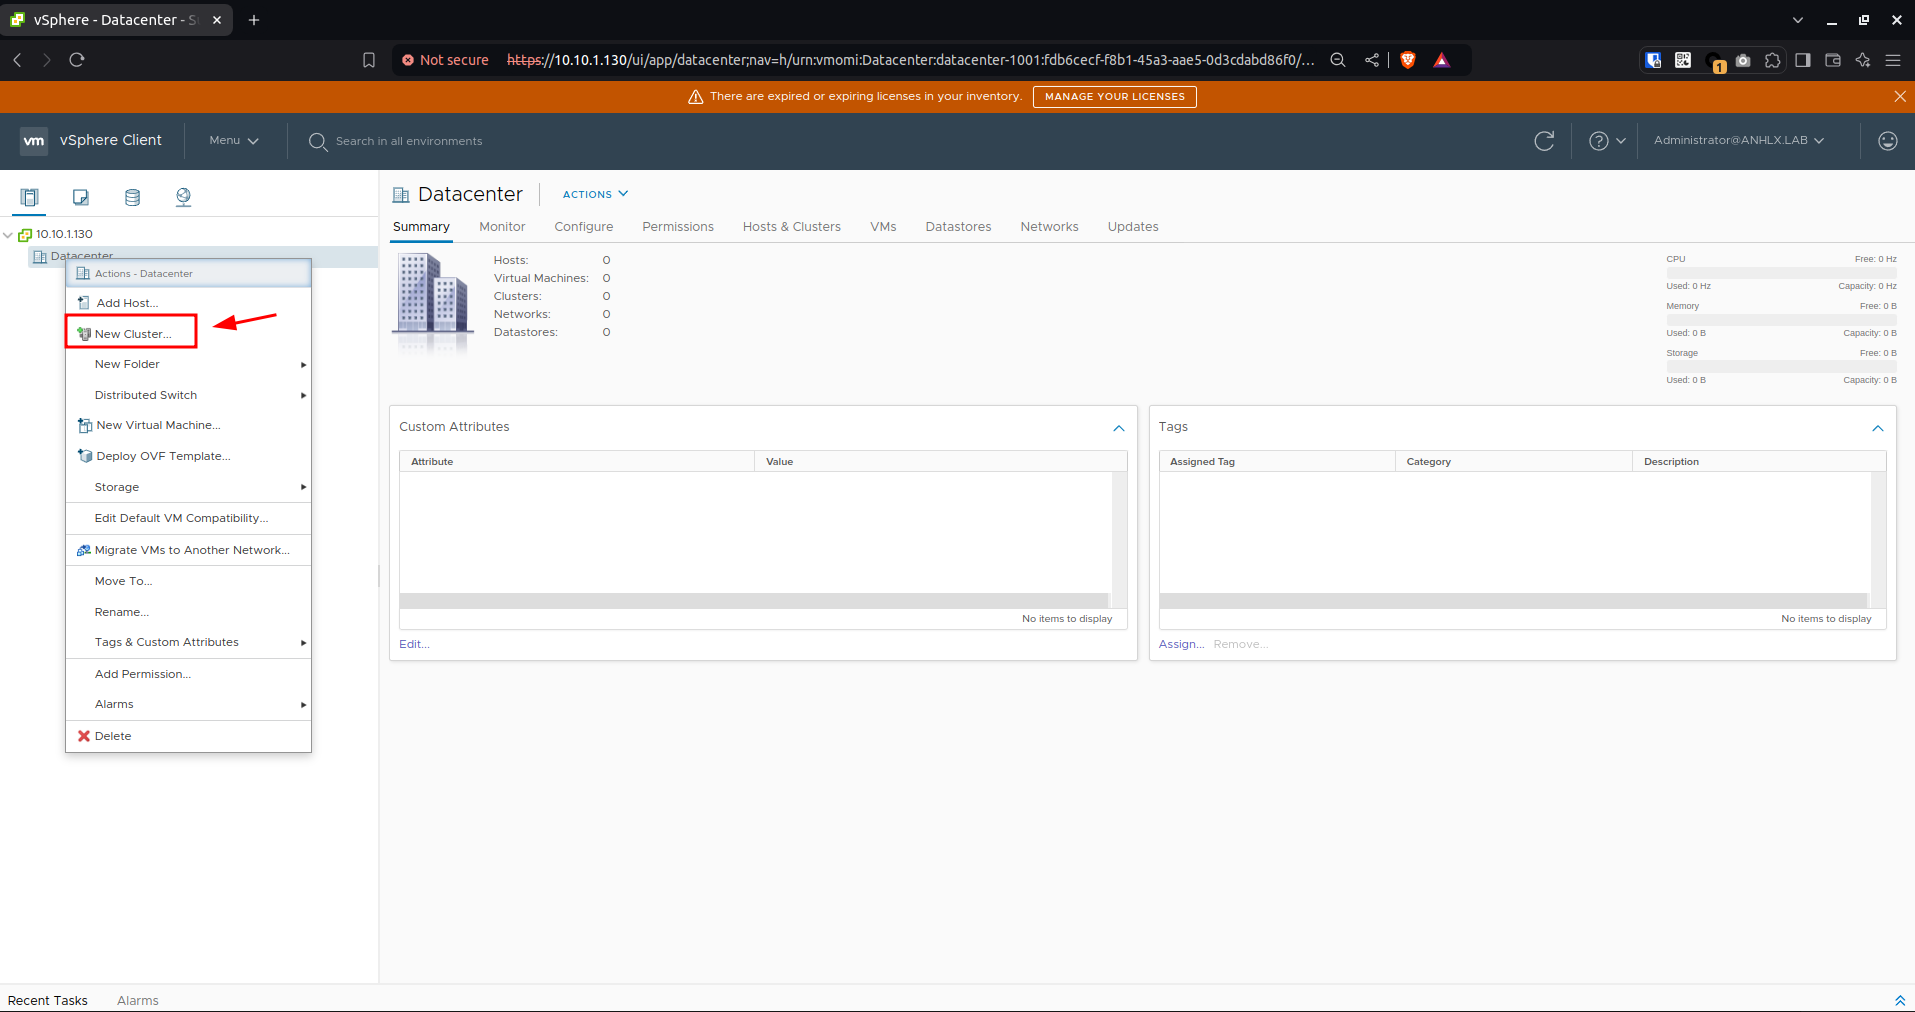 vSphere - Datacenter - S
Not secure https://10.10.1.130/ui/app/datacenter;nav=h/urn:vmomi:Datacenter:datacenter-1001:fdb6cecf-f8b1-45a3-aae5-0d3cdabd86f0/...
1
There are expired or expiring licenses in your inventory. MANAGE YOUR LICENSES
vm vSphere Client Menu Search in all environments Administrator@ANHLX.LAB
10.10.1.130
Datacenter
Actions - Datacenter
Add Host...
New Cluster...
New Folder
Distributed Switch
New Virtual Machine...
Deploy OVF Template...
Storage
Edit Default VM Compatibility...
Migrate VMs to Another Network...
Move To...
Rename...
Tags & Custom Attributes
Add Permission...
Alarms
Delete
Datacenter ACTIONS
Summary Monitor Configure Permissions Hosts & Clusters VMs Datastores Networks Updates
Hosts: 0
Virtual Machines: 0
Clusters: 0
Networks: 0
Datastores: 0
CPU Free: 0 Hz
Used: 0 Hz Capacity: 0 Hz
Memory Free: 0 B
Used: 0 B Capacity: 0 B
Storage Free: 0 B
Used: 0 B Capacity: 0 B
Custom Attributes
Attribute Value
No items to display
Edit...
Tags
Assigned Tag Category Description
No items to display
Assign... Remove...
Recent Tasks Alarms